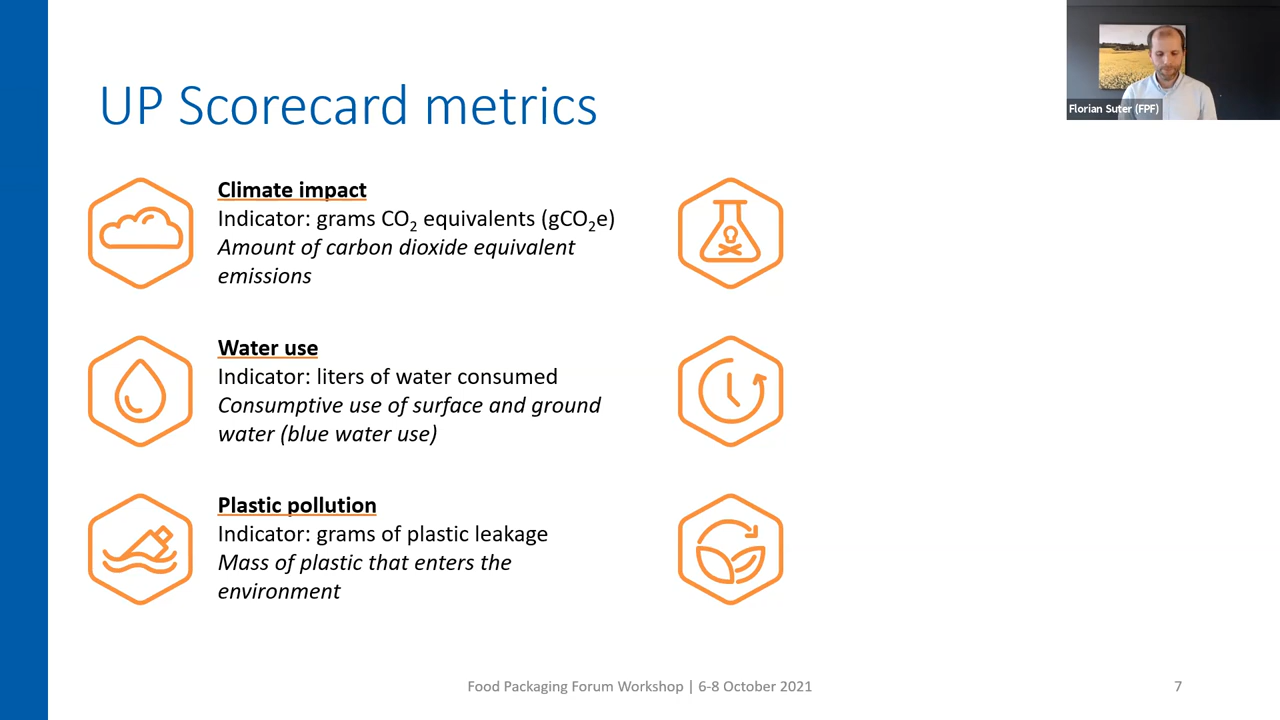 UP Scorecard metrics
Florian Suter (FPF)
Climate impact
Indicator: grams CO₂ equivalents (gCO₂e)
Amount of carbon dioxide equivalent
emissions
Water use
Indicator: liters of water consumed
Consumptive use of surface and ground
water (blue water use)
Plastic pollution
Indicator: grams of plastic leakage
Mass of plastic that enters the
environment
Food Packaging Forum Workshop | 6-8 October 2021
7